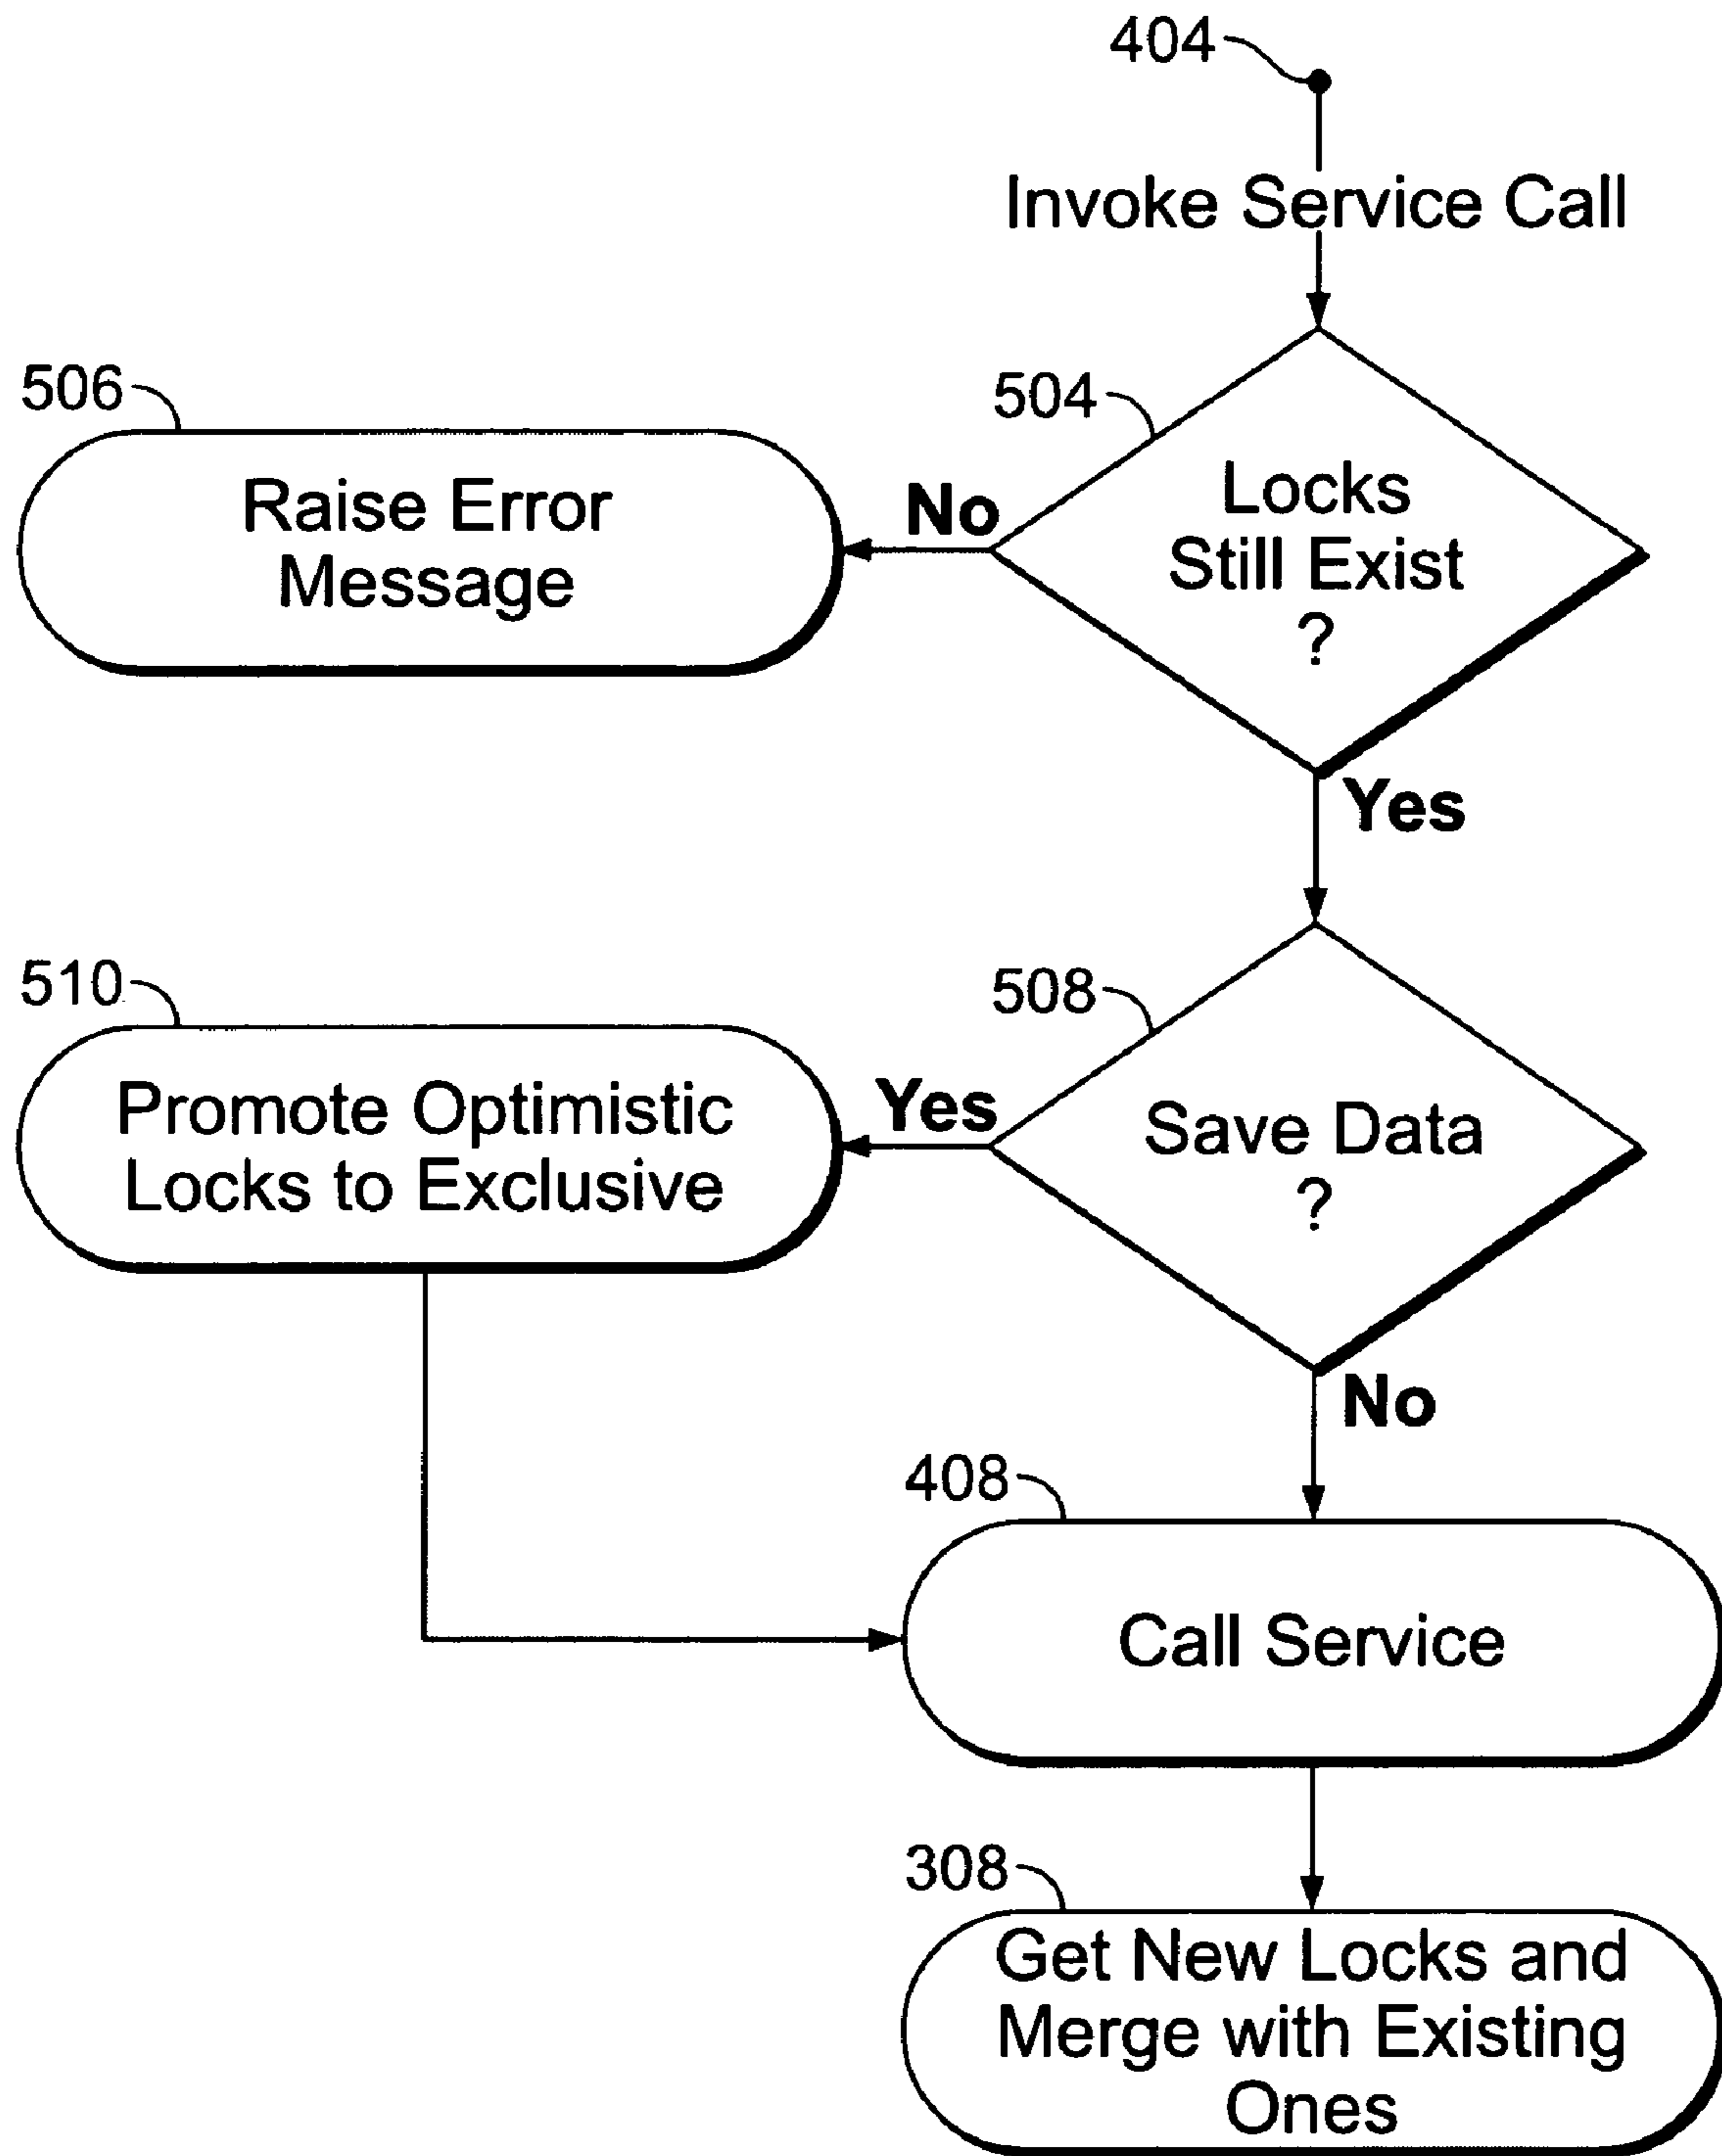 404
Invoke Service Call
506
504
Raise Error
Message
No
Locks
Still Exist
?
Yes
510
508
Promote Optimistic
Locks to Exclusive
Yes
Save Data
?
No
408
Call Service
308
Get New Locks and
Merge with Existing
Ones